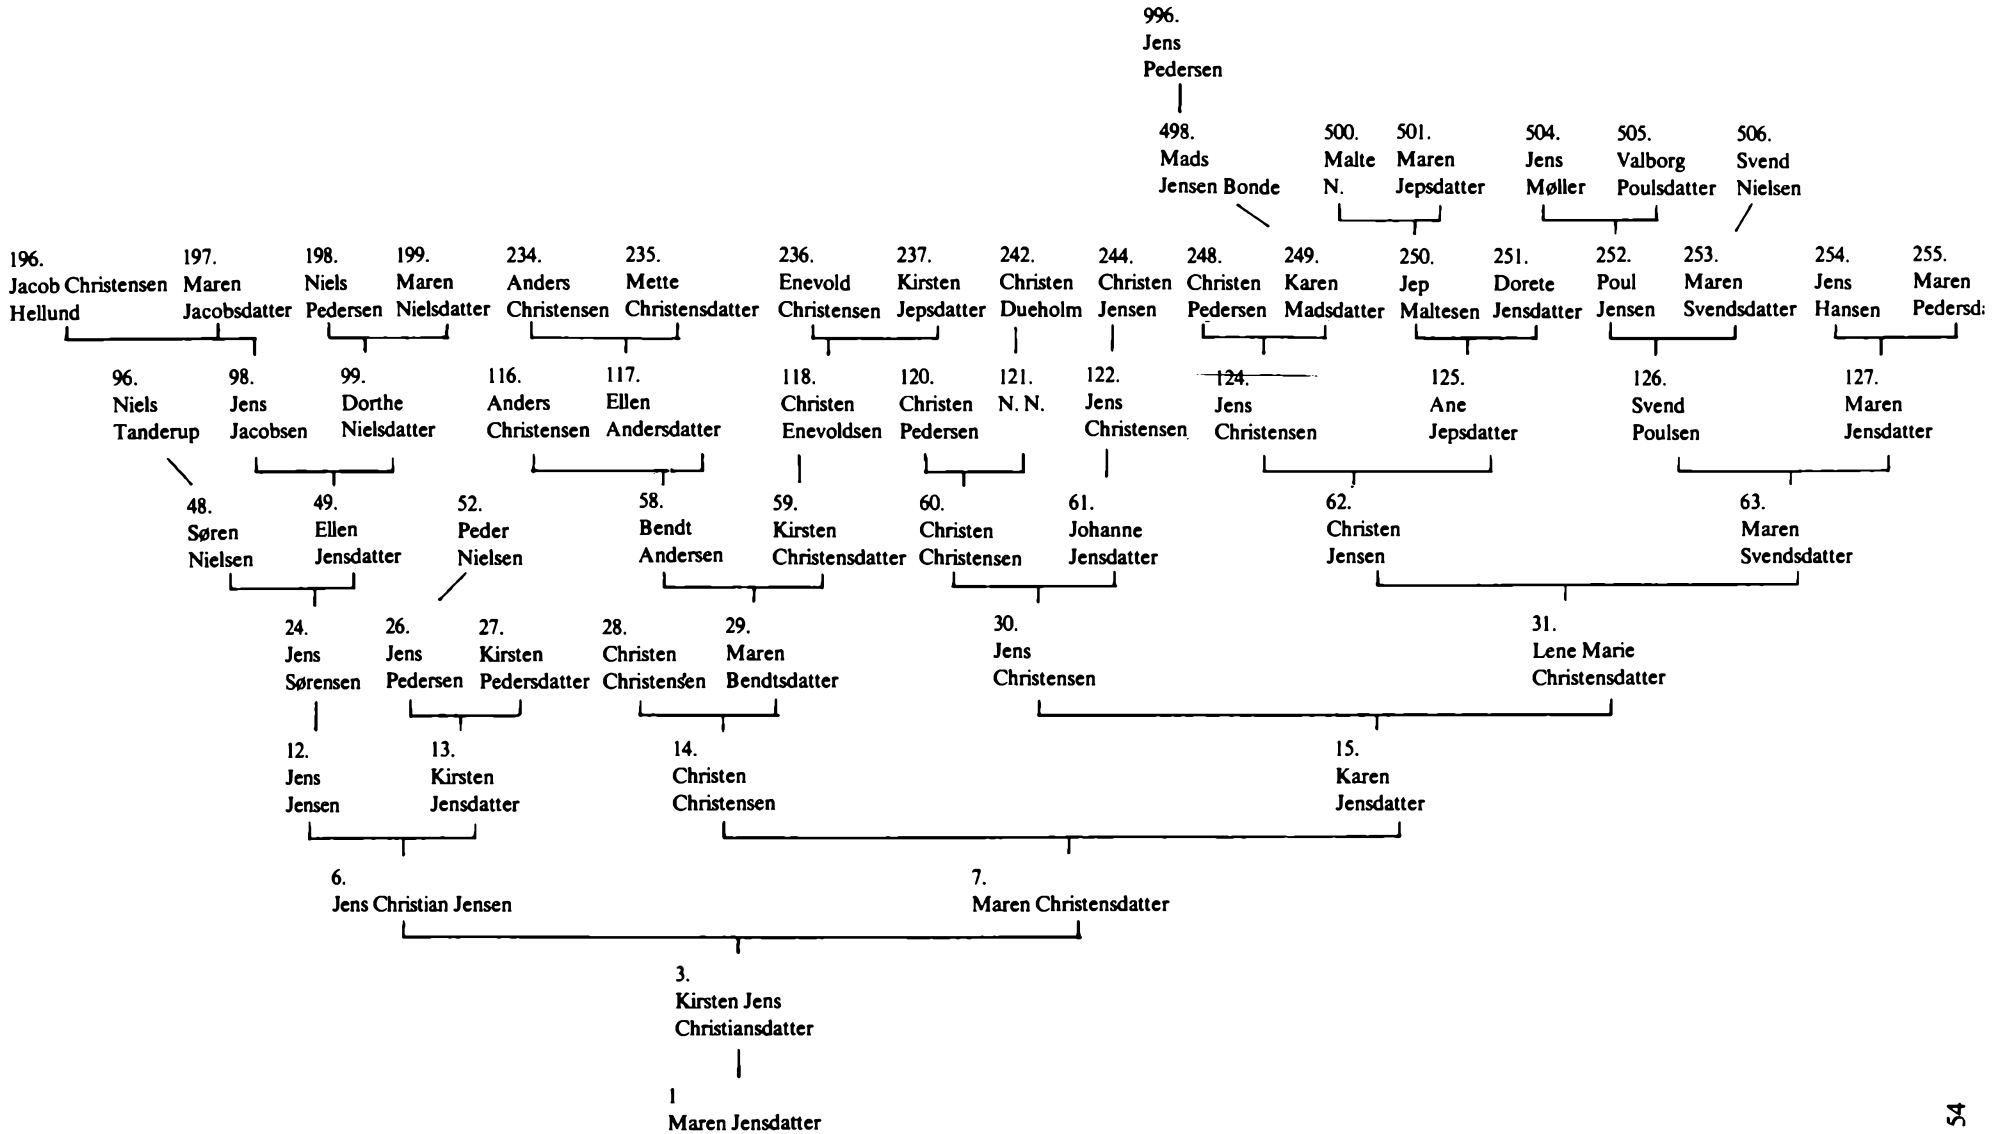 996.
Jens
Pedersen
498.
Mads
Jensen Bonde
500.
Malte
N.
501.
Maren
Jepsdatter
504.
Jens
Møller
505.
Valborg
Poulsdatter
506.
Svend
Nielsen
196.
Jacob Christensen
Hellund
197.
Maren
Jacobsdatter
198.
Niels
Pedersen
199.
Maren
Nielsdatter
234.
Anders
Christensen
235.
Mette
Christensdatter
236.
Enevold
Christensen
237.
Kirsten
Jepsdatter
242.
Christen
Dueholm
244.
Christen
Jensen
248.
Christen
Pedersen
249.
Karen
Madsdatter
250.
Jep
Maltesen
251.
Dorete
Jensdatter
252.
Poul
Jensen
253.
Maren
Svendsdatter
254.
Jens
Hansen
255.
Maren
Pedersd:
96.
Niels
Tanderup
98.
Jens
Jacobsen
99.
Dorthe
Nielsdatter
116.
Anders
Christensen
117.
Ellen
Andersdatter
118.
Christen
Enevoldsen
120.
Christen
Pedersen
121.
N. N.
122.
Jens
Christensen
124.
Jens
Christensen
125.
Ane
Jepsdatter
126.
Svend
Poulsen
127.
Maren
Jensdatter
48.
Søren
Nielsen
49.
Ellen
Jensdatter
52.
Peder
Nielsen
58.
Bendt
Andersen
59.
Kirsten
Christensdatter
60.
Christen
Christensen
61.
Johanne
Jensdatter
62.
Christen
Jensen
63.
Maren
Svendsdatter
24.
Jens
Sørensen
26.
Jens
Pedersen
27.
Kirsten
Pedersdatter
28.
Christen
Christensen
29.
Maren
Bendtsdatter
30.
Jens
Christensen
31.
Lene Marie
Christensdatter
12.
Jens
Jensen
13.
Kirsten
Jensdatter
14.
Christen
Christensen
15.
Karen
Jensdatter
6.
Jens Christian Jensen
7.
Maren Christensdatter
3.
Kirsten Jens
Christiansdatter
1
Maren Jensdatter
54